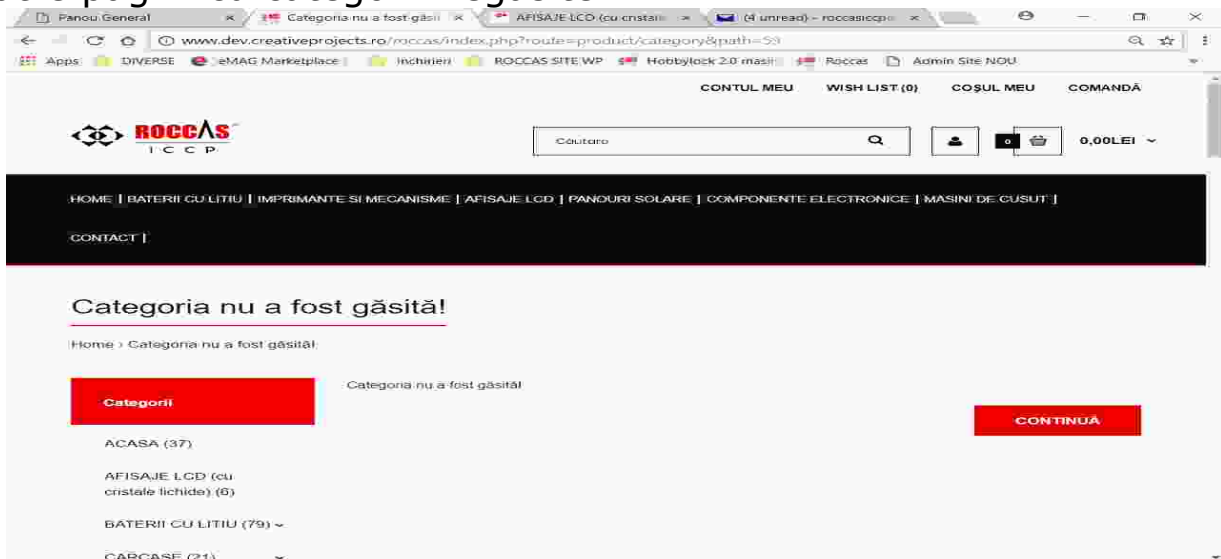 Panou General
Categoria nu a fost găsi
AFISAJE LCD (cu cristale
(4 unread) - roccasiccp
www.dev.creativeprojects.ro/roccas/index.php?route=product/category&path=59
Apps DIVERSE eMAG Marketplace Inchirieri ROCCAS SITE WP Hobbylock 2.0 masin Roccas Admin Site NOU
CONTUL MEU WISH LIST (0) COȘUL MEU COMANDĂ
ROCCΛS
ICCP
Căutare
0 0,00LEI
HOME | BATERII CU LITIU | IMPRIMANTE SI MECANISME | AFISAJE LCD | PANOURI SOLARE | COMPONENTE ELECTRONICE | MASINI DE CUSUT |
CONTACT |
Categoria nu a fost găsită!
Home › Categoria nu a fost găsită!
Categorii
Categoria nu a fost găsită!
CONTINUĂ
ACASA (37)
AFISAJE LCD (cu
cristale lichide) (6)
BATERII CU LITIU (79)
CARCASE (21)